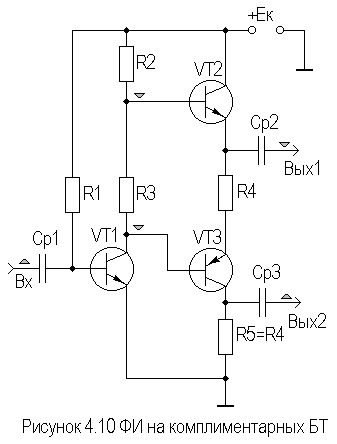 +Ек
R2
VT2
Ср2
Вых1
R1
R3
R4
Ср1
VT1
VT3
Вх
Ср3
Вых2
R5=R4
Рисунок 4.10 ФИ на комплиментарных БТ